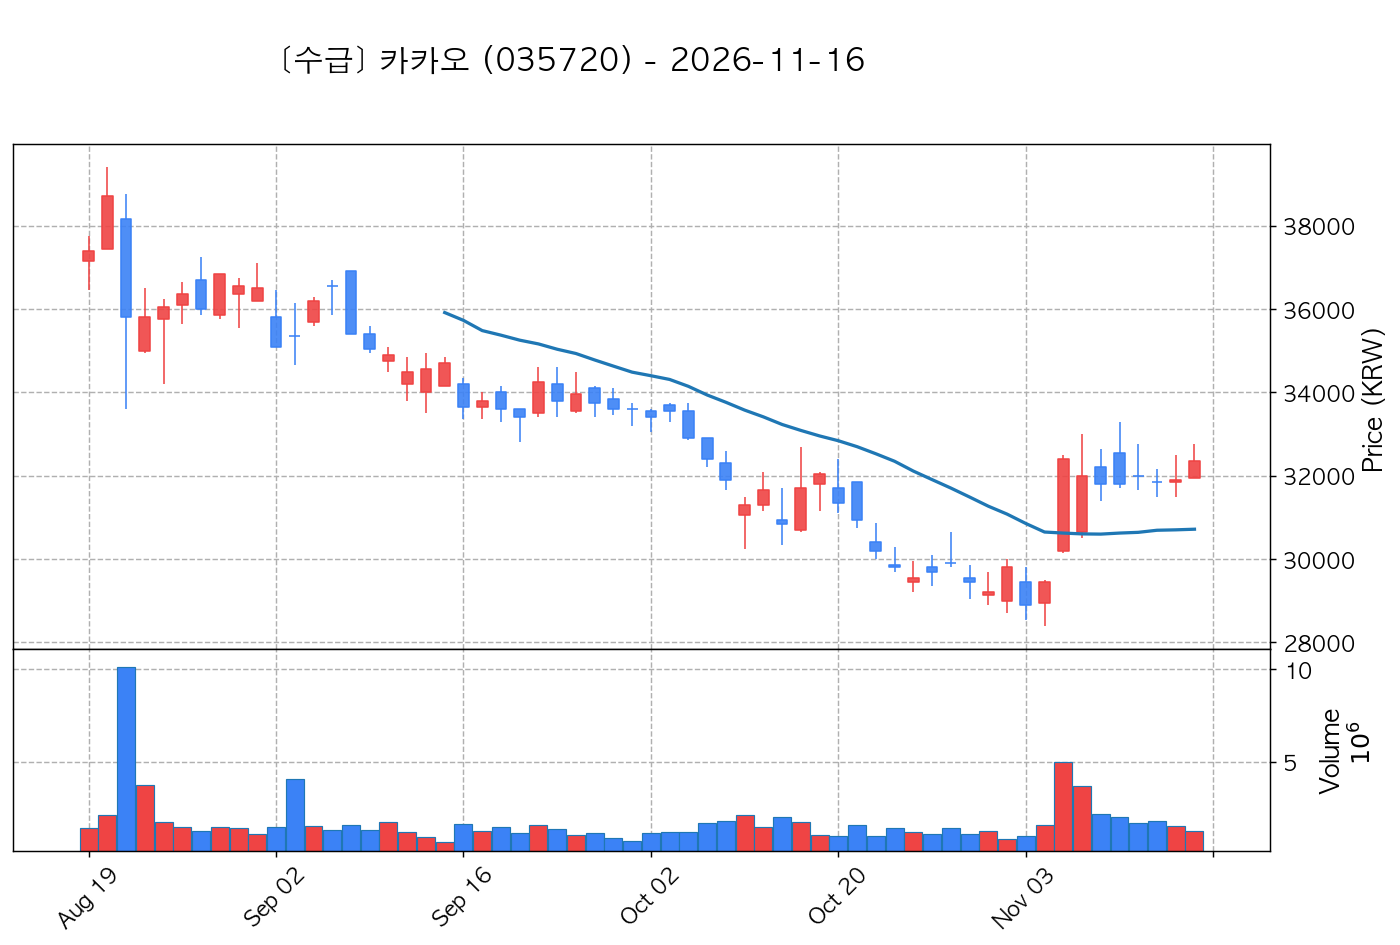 [수급] 카카오 (035720) - 2026-11-16
38000
36000
34000
32000
30000
28000
Price (KRW)
10
5
Volume
10⁶
Aug 19
Sep 02
Sep 16
Oct 02
Oct 20
Nov 03